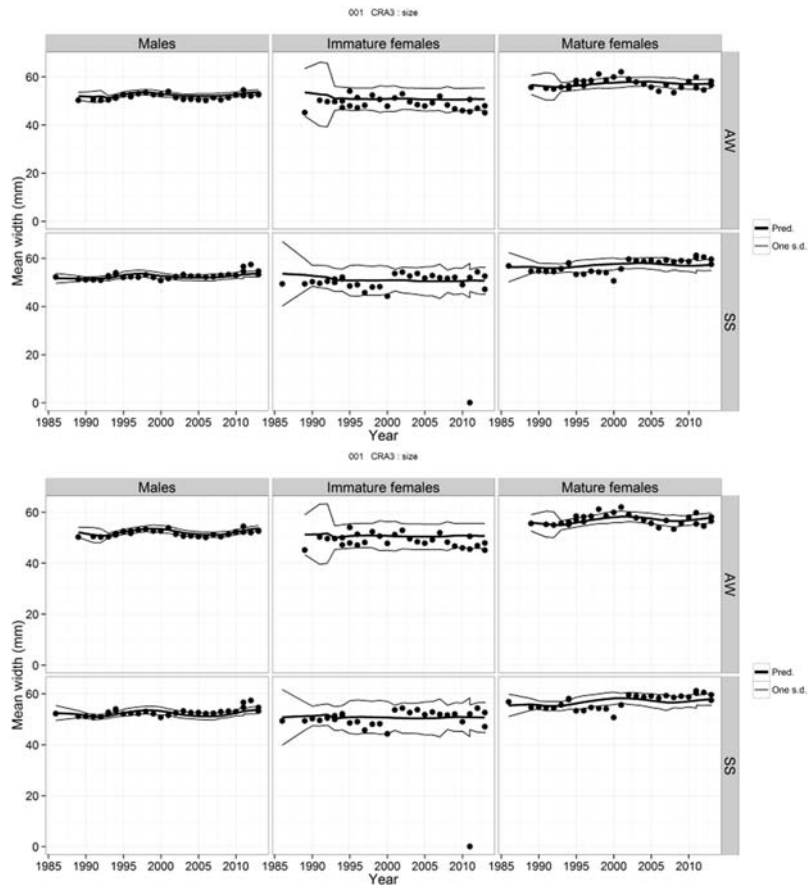 001 CRA3 : size
Males Immature females Mature females
60
40
20
0
AW
Mean width (mm)
60
40
20
0
SS
Pred.
One s.d.
1985 1990 1995 2000 2005 2010 1985 1990 1995 2000 2005 2010 1985 1990 1995 2000 2005 2010
Year
001 CRA3 : size
Males Immature females Mature females
60
40
20
0
AW
Mean width (mm)
60
40
20
0
SS
Pred.
One s.d.
1985 1990 1995 2000 2005 2010 1985 1990 1995 2000 2005 2010 1985 1990 1995 2000 2005 2010
Year